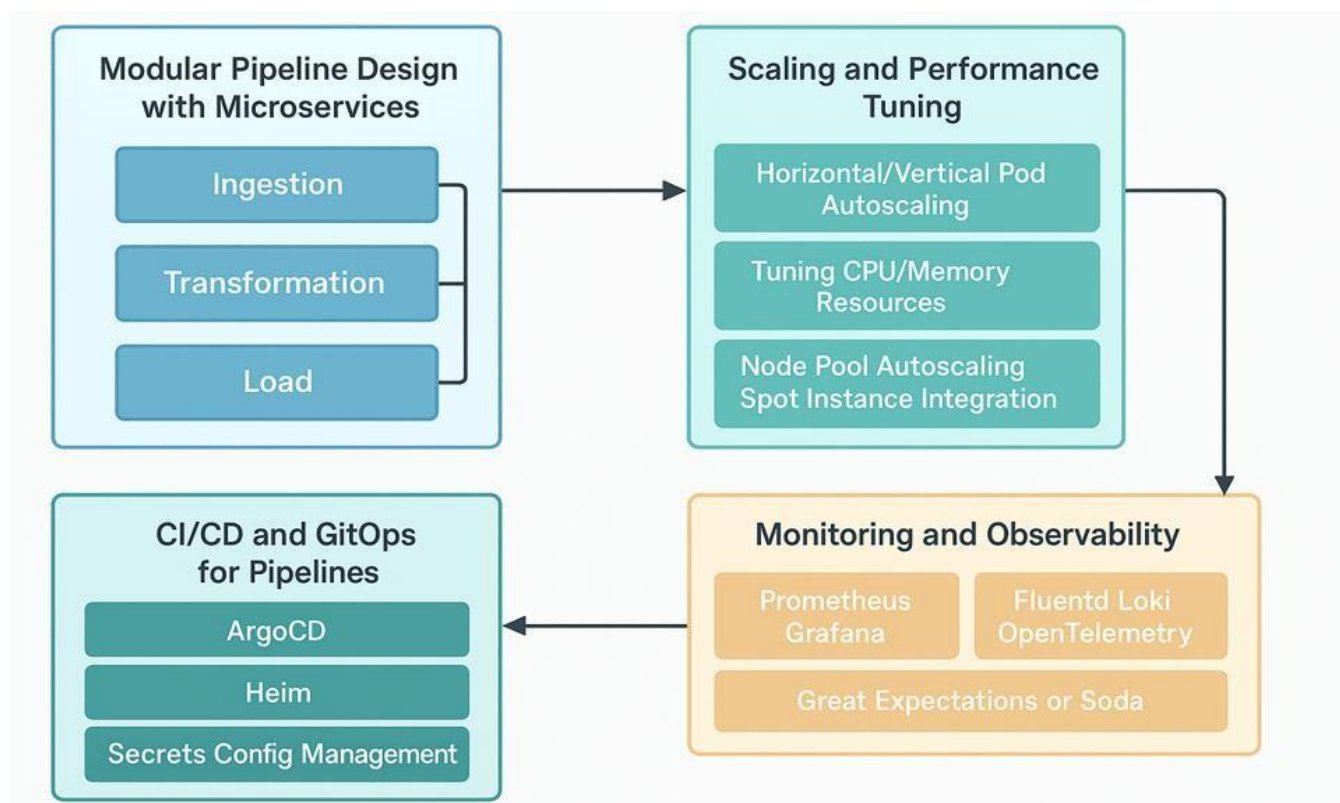 Modular Pipeline Design
with Microservices
Ingestion
Transformation
Load
Scaling and Performance
Tuning
Horizontal/Vertical Pod
Autoscaling
Tuning CPU/Memory
Resources
Node Pool Autoscaling
Spot Instance Integration
Monitoring and Observability
Prometheus
Grafana
Fluentd Loki
OpenTelemetry
Great Expectations or Soda
CI/CD and GitOps
for Pipelines
ArgoCD
Heim
Secrets Config Management